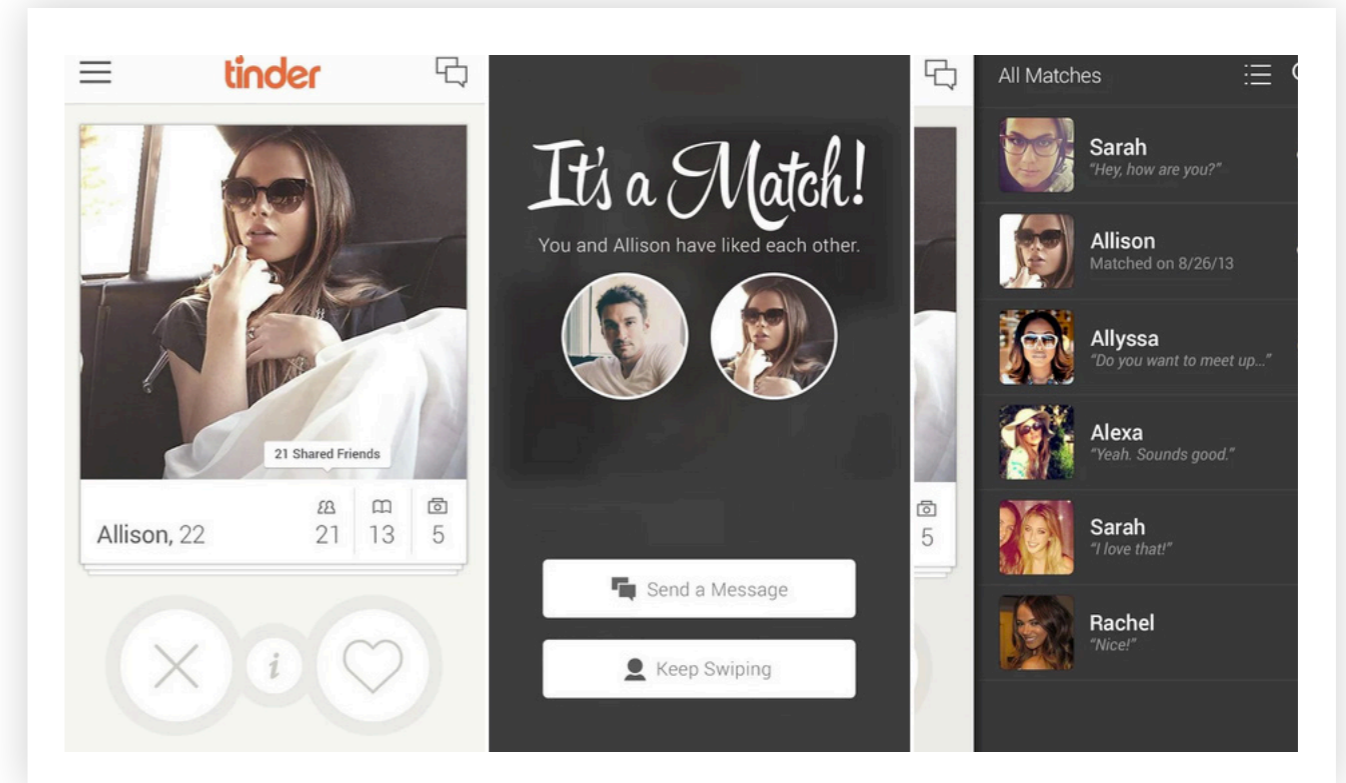 tinder
21 Shared Friends
Allison, 22
21
13
5
It's a Match!
You and Allison have liked each other.
Send a Message
Keep Swiping
5
All Matches
Sarah
“Hey, how are you?”
Allison
Matched on 8/26/13
Allyssa
“Do you want to meet up...”
Alexa
“Yeah. Sounds good.”
Sarah
“I love that!”
Rachel
“Nice!”